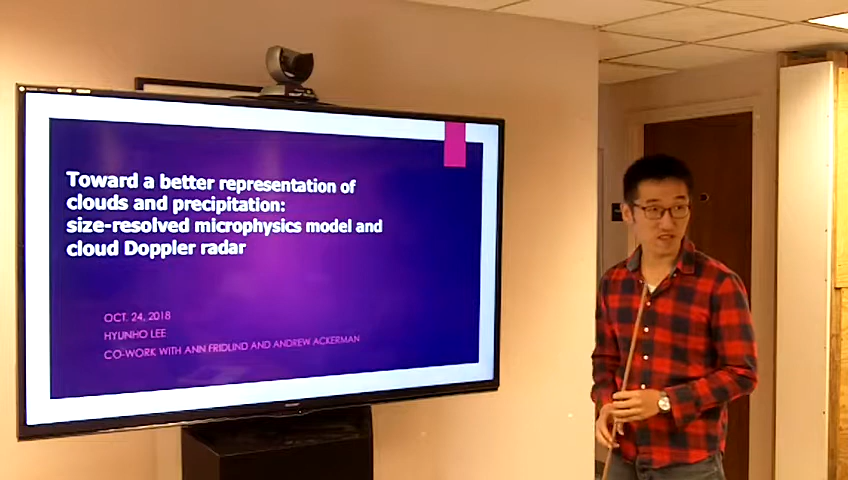 Toward a better representation of
clouds and precipitation:
size-resolved microphysics model and
cloud Doppler radar
OCT. 24, 2018
HYUNHO LEE
CO-WORK WITH ANN FRIDLIND AND ANDREW ACKERMAN